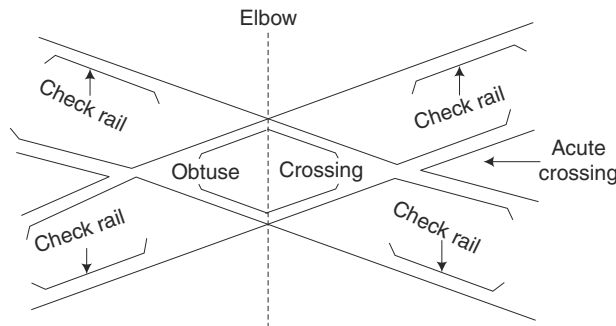 Elbow
Check rail
Check rail
Obtuse
Crossing
Acute
crossing
Check rail
Check rail